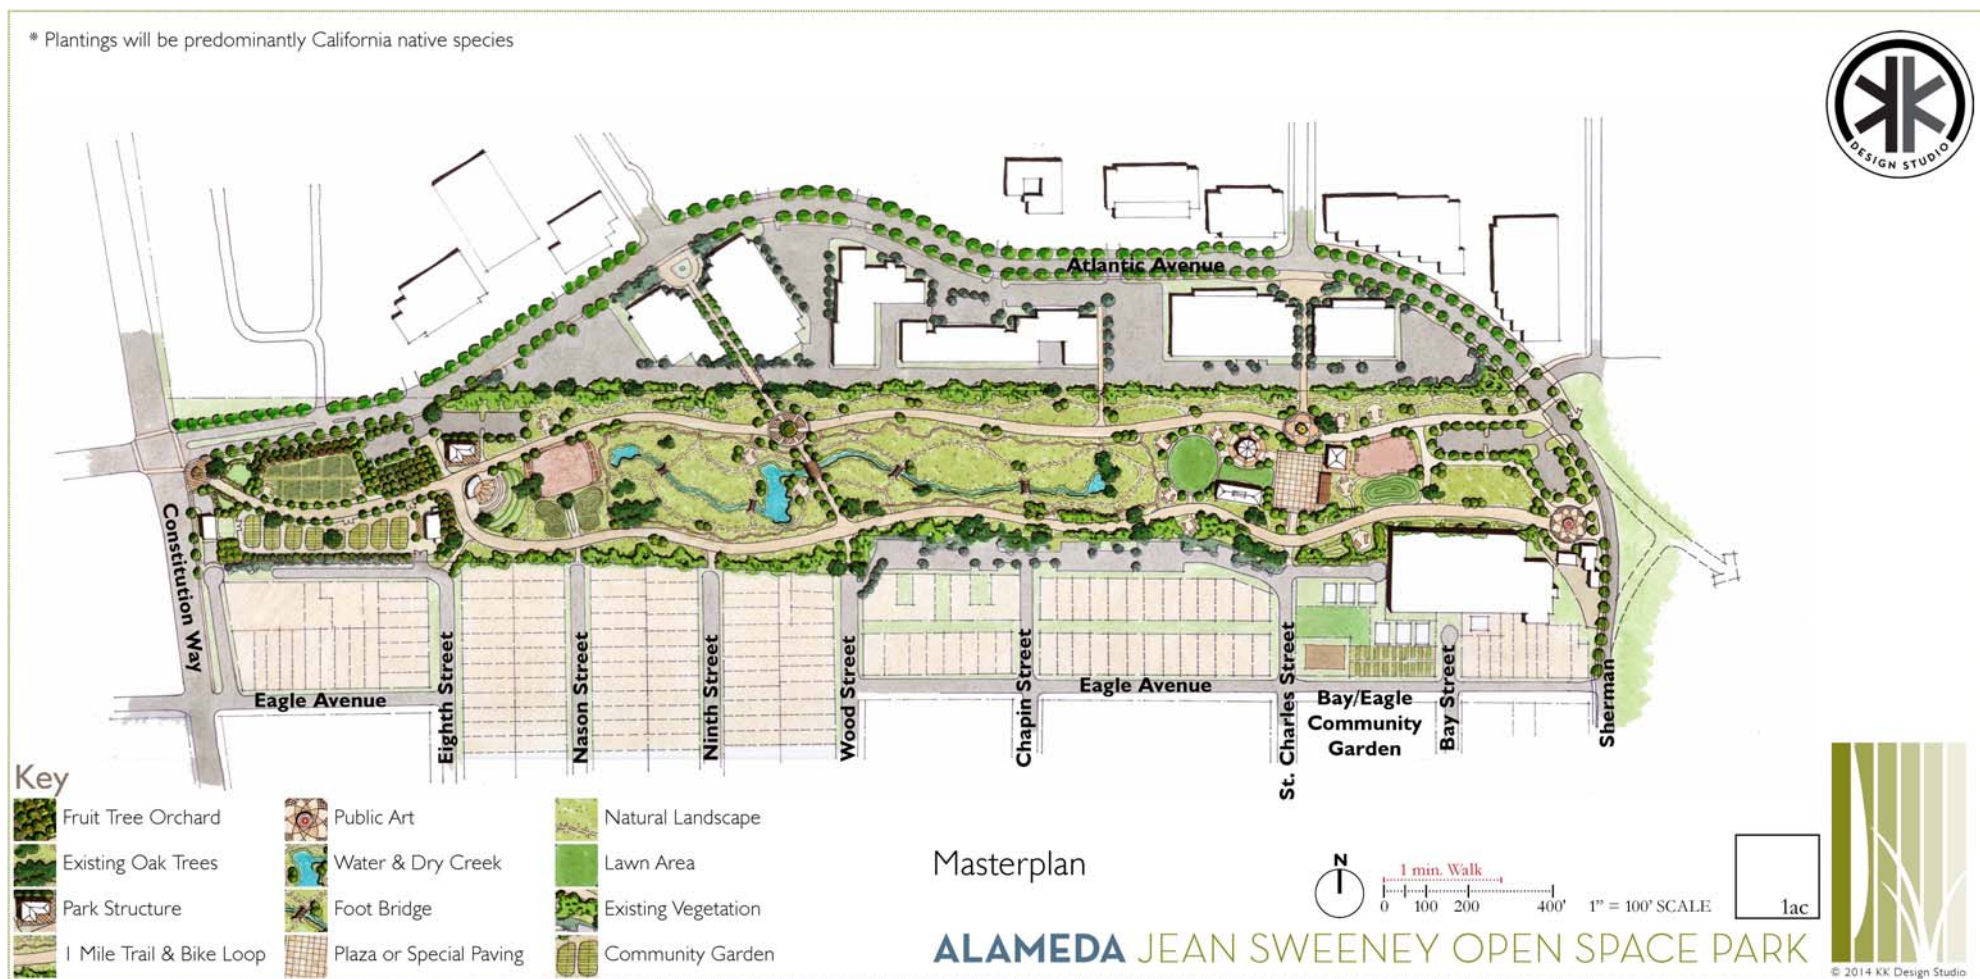 * Plantings will be predominantly California native species
KK
DESIGN STUDIO
Atlantic Avenue
Constitution Way
Eagle Avenue
Eighth Street
Nason Street
Ninth Street
Wood Street
Chapin Street
Eagle Avenue
St. Charles Street
Bay/Eagle
Community
Garden
Bay Street
Sherman
Key
Fruit Tree Orchard
Existing Oak Trees
Park Structure
1 Mile Trail & Bike Loop
Public Art
Water & Dry Creek
Foot Bridge
Plaza or Special Paving
Natural Landscape
Lawn Area
Existing Vegetation
Community Garden
Masterplan
N
1 min. Walk
0 100 200 400' 1" = 100' SCALE
1ac
ALAMEDA JEAN SWEENEY OPEN SPACE PARK
© 2014 KK Design Studio